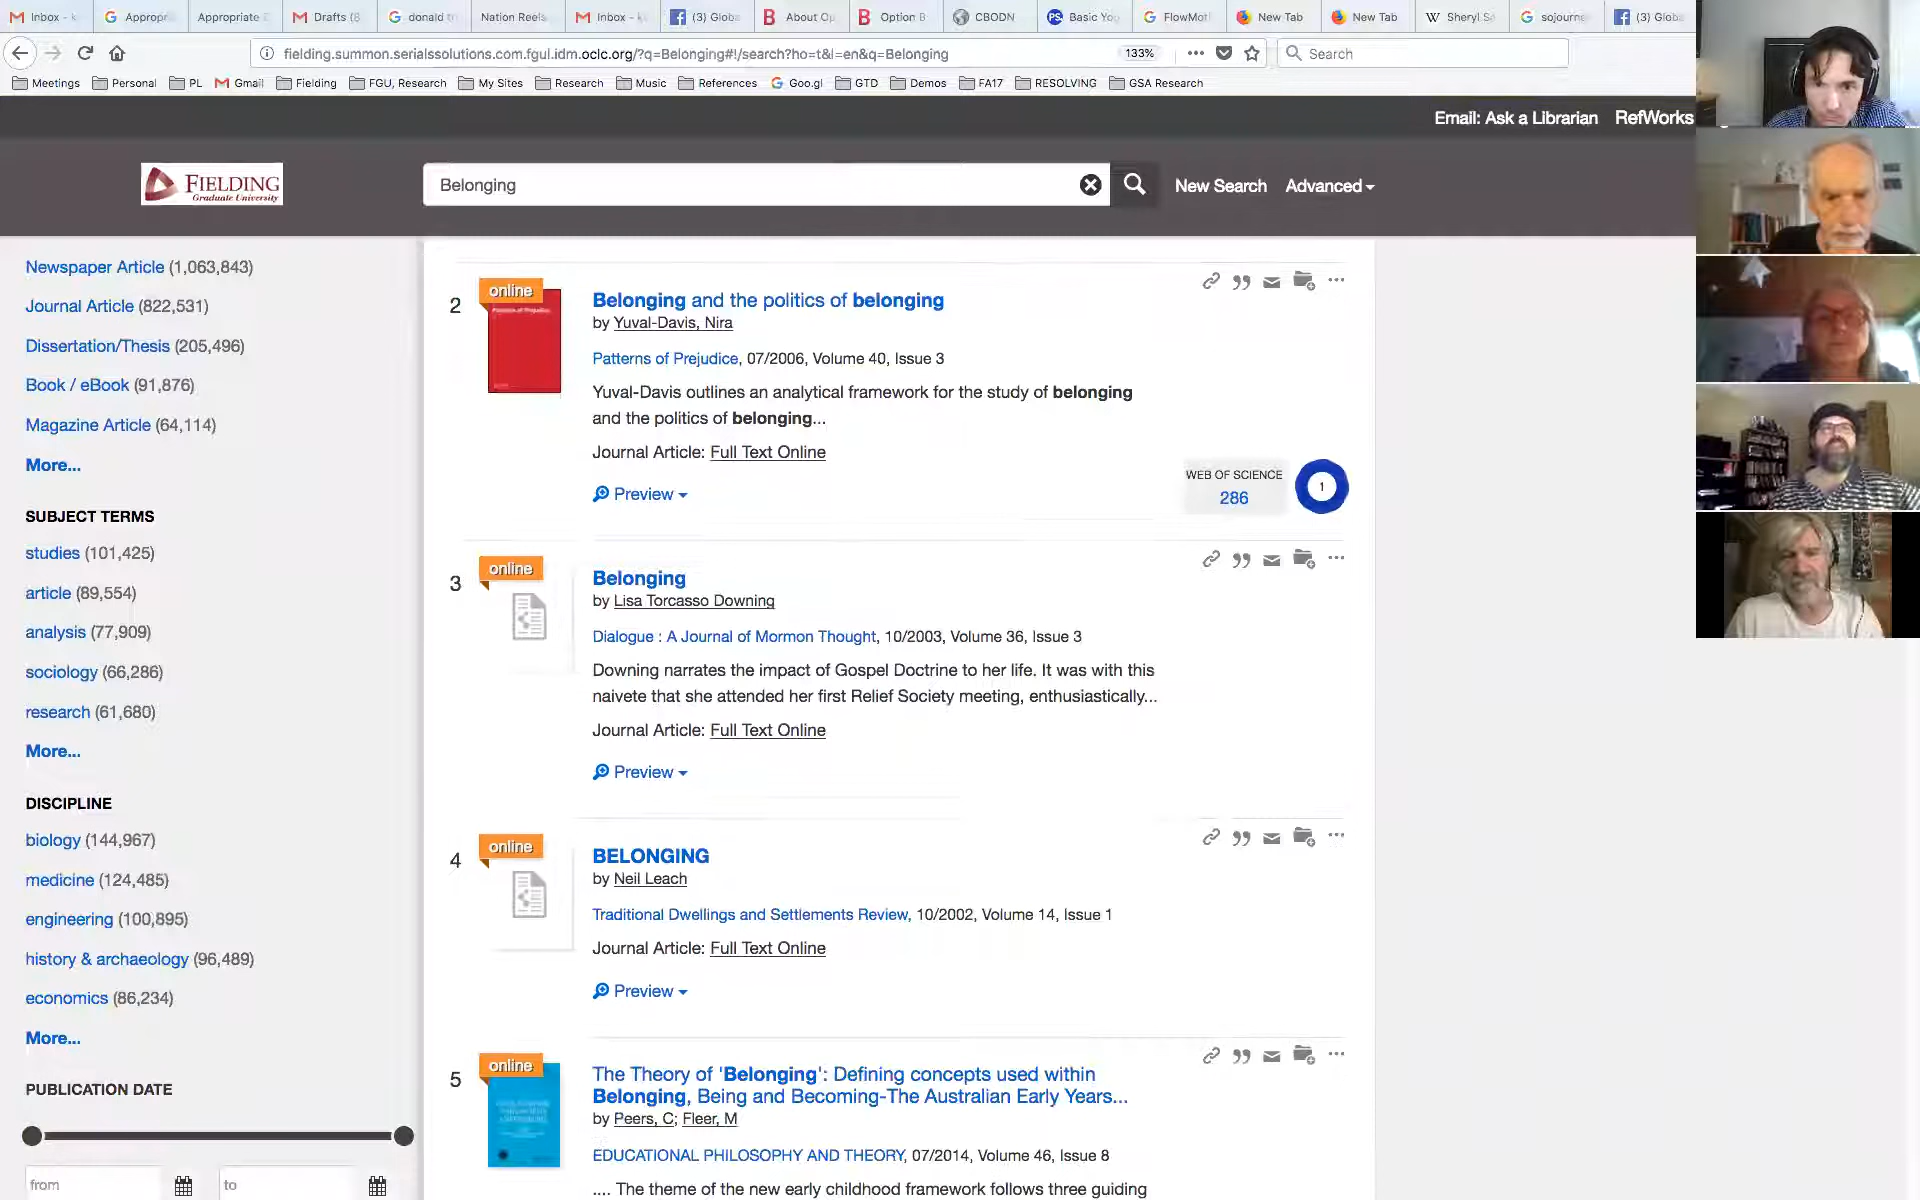 Inbox - k
Appropri
Appropriate
Drafts (8
donald t
Nation Reels
Inbox - k
(3) Globa
About Op
Option B
CBODN
Basic Yo
FlowMot
New Tab
New Tab
Sheryl S
sojourne
(3) Globa
fielding.summon.serialssolutions.com.fgul.idm.oclc.org/?q=Belonging#!/search?ho=t&l=en&q=Belonging
133%
Search
Meetings Personal PL Gmail Fielding FGU, Research My Sites Research Music References Goo.gl GTD Demos FA17 RESOLVING GSA Research
Email: Ask a Librarian RefWorks
FIELDING
Graduate University
Belonging
New Search Advanced
Newspaper Article (1,063,843)
Journal Article (822,531)
Dissertation/Thesis (205,496)
Book / eBook (91,876)
Magazine Article (64,114)
More...
SUBJECT TERMS
studies (101,425)
article (89,554)
analysis (77,909)
sociology (66,286)
research (61,680)
More...
DISCIPLINE
biology (144,967)
medicine (124,485)
engineering (100,895)
history & archaeology (96,489)
economics (86,234)
More...
PUBLICATION DATE
from
to
2
online
Belonging and the politics of belonging
by Yuval-Davis, Nira
Patterns of Prejudice, 07/2006, Volume 40, Issue 3
Yuval-Davis outlines an analytical framework for the study of belonging
and the politics of belonging...
Journal Article: Full Text Online
Preview
WEB OF SCIENCE
286
1
3
online
Belonging
by Lisa Torcasso Downing
Dialogue : A Journal of Mormon Thought, 10/2003, Volume 36, Issue 3
Downing narrates the impact of Gospel Doctrine to her life. It was with this
naivete that she attended her first Relief Society meeting, enthusiastically...
Journal Article: Full Text Online
Preview
4
online
BELONGING
by Neil Leach
Traditional Dwellings and Settlements Review, 10/2002, Volume 14, Issue 1
Journal Article: Full Text Online
Preview
5
online
The Theory of 'Belonging': Defining concepts used within
Belonging, Being and Becoming-The Australian Early Years...
by Peers, C; Fleer, M
EDUCATIONAL PHILOSOPHY AND THEORY, 07/2014, Volume 46, Issue 8
.... The theme of the new early childhood framework follows three guiding